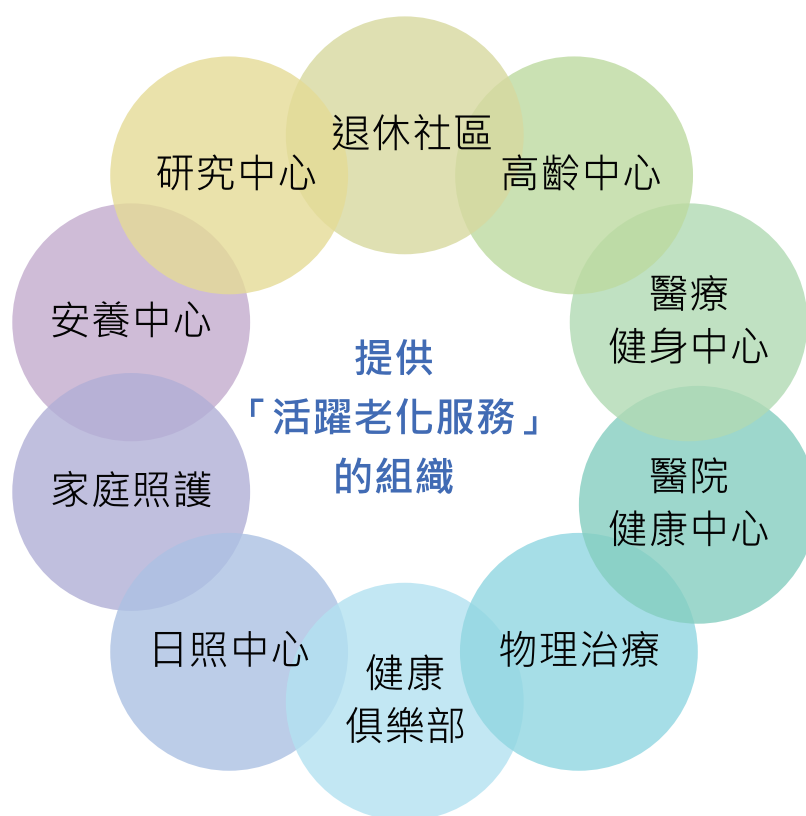 退休社區
高齡中心
醫療
健身中心
醫院
健康中心
物理治療
健康
俱樂部
日照中心
家庭照護
安養中心
研究中心
提供
「活躍老化服務」
的組織